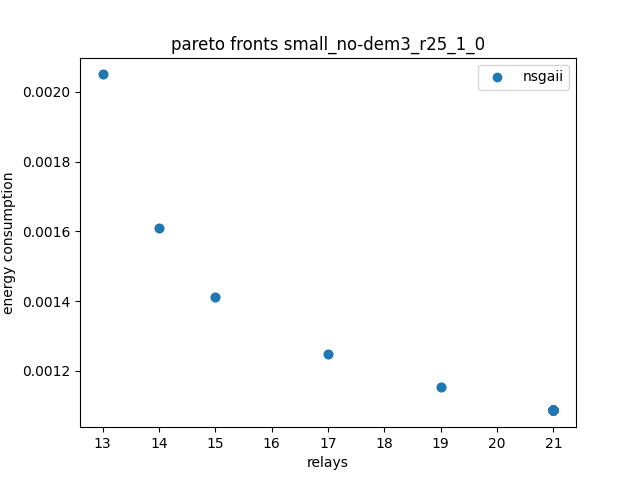 pareto fronts small_no-dem3_r25_1_0
nsgaii
0.0020
0.0018
0.0016
0.0014
0.0012
energy consumption
13 14 15 16 17 18 19 20 21
relays